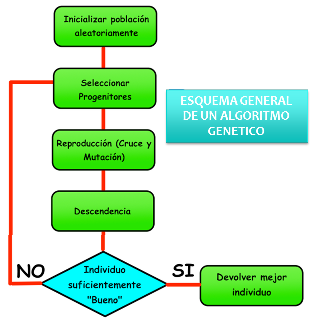 Inicializar población
aleatoriamente
Seleccionar
Progenitores
ESQUEMA GENERAL
DE UN ALGORITMO
GENETICO
Reproducción (Cruce y
Mutación)
Descendencia
NO
Individuo
suficientemente
"Bueno"
SI
Devolver mejor
individuo